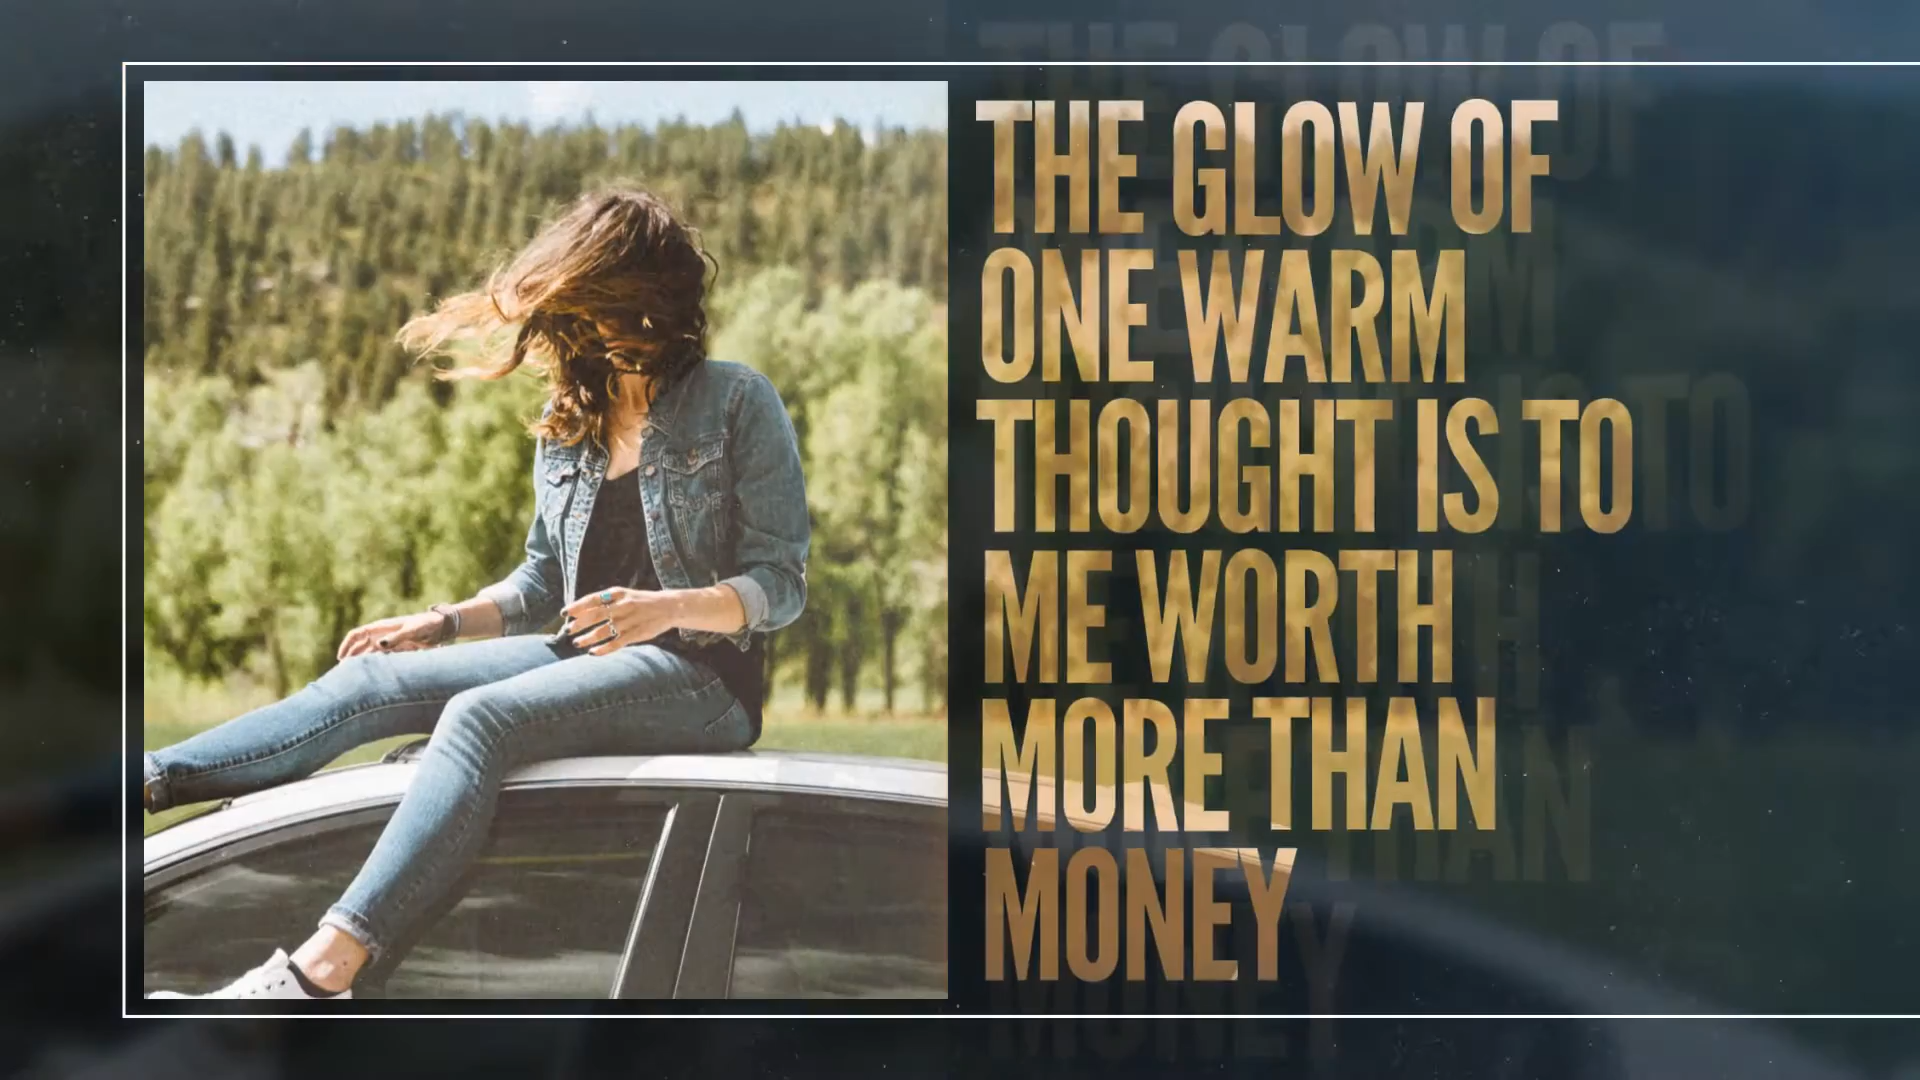 THE GLOW OF
ONE WARM
THOUGHT IS TO
ME WORTH
MORE THAN
MONEY